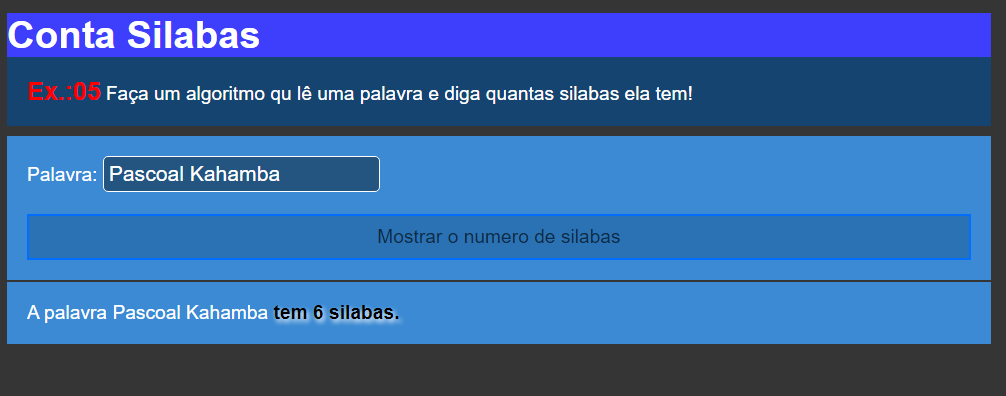 Conta Silabas
Ex.:05 Faça um algoritmo qu lê uma palavra e diga quantas silabas ela tem!
Palavra: Pascoal Kahamba
Mostrar o numero de silabas
A palavra Pascoal Kahamba tem 6 silabas.